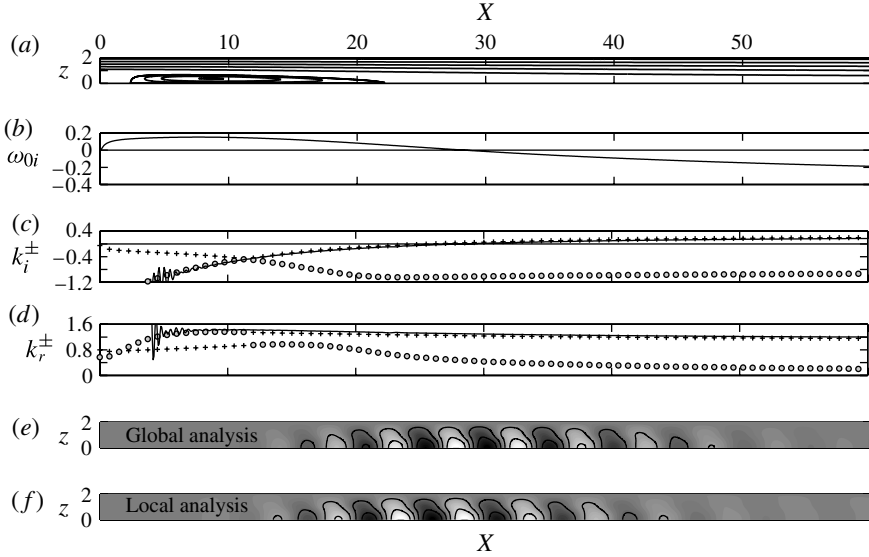 X
0 10 20 30 40 50
(a) z 2 0
(b) ω0i 0.2 0 −0.2 −0.4
(c) k±i 0.4 −0.4 −1.2
(d) k±r 1.6 0.8 0
(e) z 2 0 Global analysis
(f) z 2 0 Local analysis
X